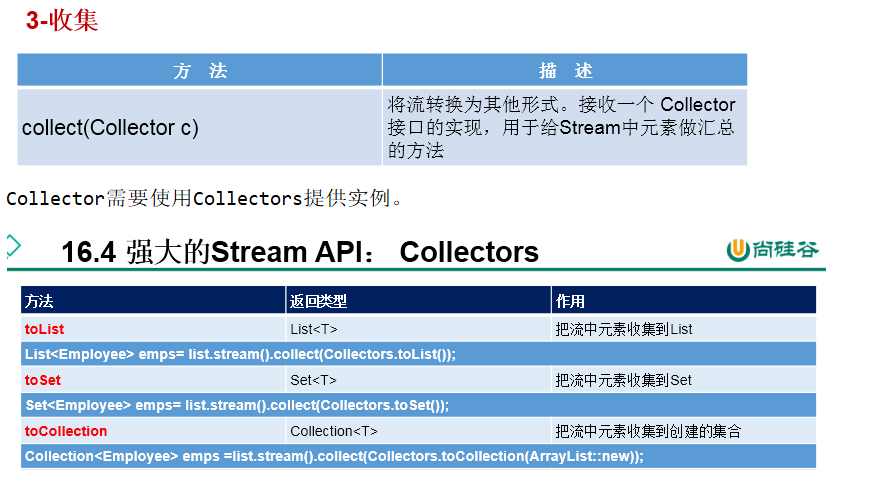 3-收集
方 法 描 述
collect(Collector c) 将流转换为其他形式。接收一个 Collector
接口的实现，用于给Stream中元素做汇总
的方法
Collector需要使用Collectors提供实例。
16.4 强大的Stream API： Collectors 尚硅谷
方法 返回类型 作用
toList List<T> 把流中元素收集到List
List<Employee> emps= list.stream().collect(Collectors.toList());
toSet Set<T> 把流中元素收集到Set
Set<Employee> emps= list.stream().collect(Collectors.toSet());
toCollection Collection<T> 把流中元素收集到创建的集合
Collection<Employee> emps =list.stream().collect(Collectors.toCollection(ArrayList::new));